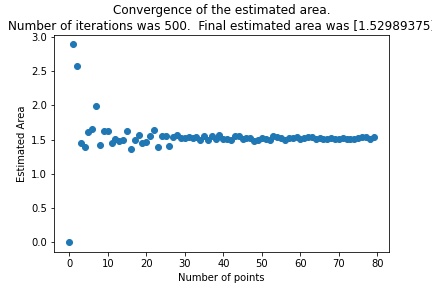 Convergence of the estimated area.
Number of iterations was 500.  Final estimated area was [1.52989375]
3.0
2.5
2.0
1.5
1.0
0.5
0.0
Estimated Area
0 10 20 30 40 50 60 70 80
Number of points